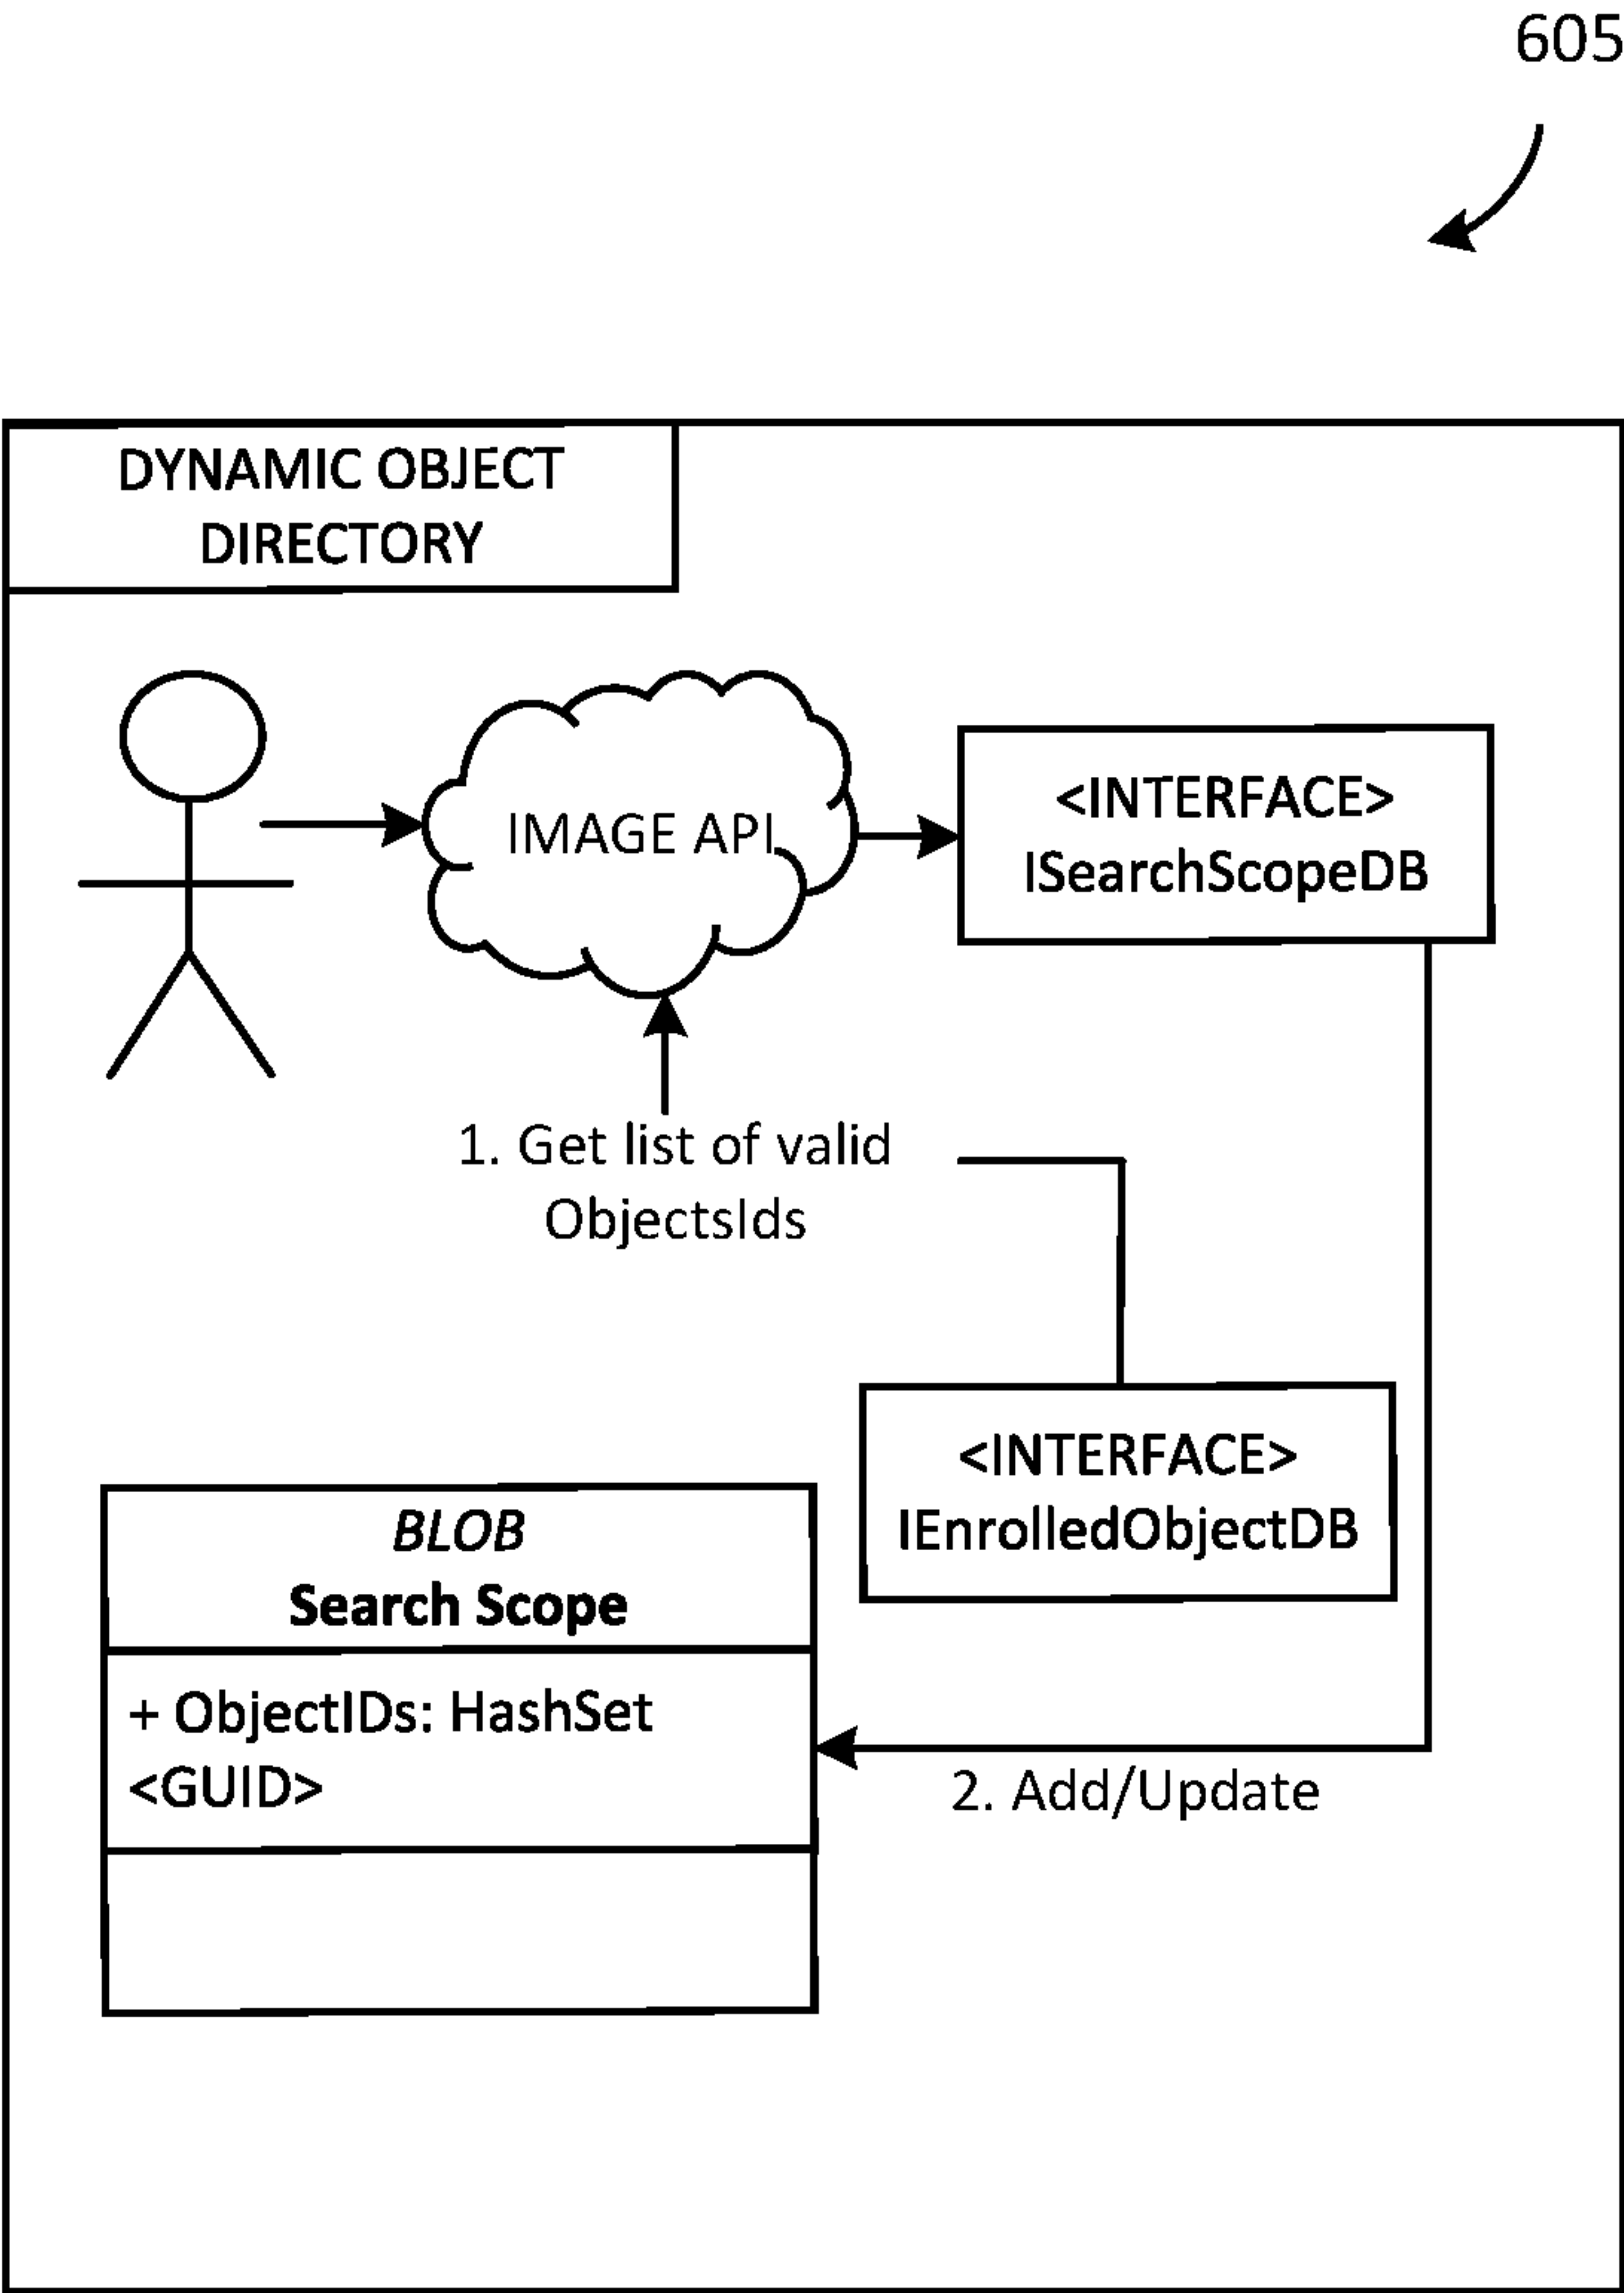 605
DYNAMIC OBJECT
DIRECTORY
IMAGE API
<INTERFACE>
ISearchScopeDB
1. Get list of valid
ObjectsIds
<INTERFACE>
IEnrolledObjectDB
BLOB
Search Scope
+ ObjectIDs: HashSet
<GUID>
2. Add/Update